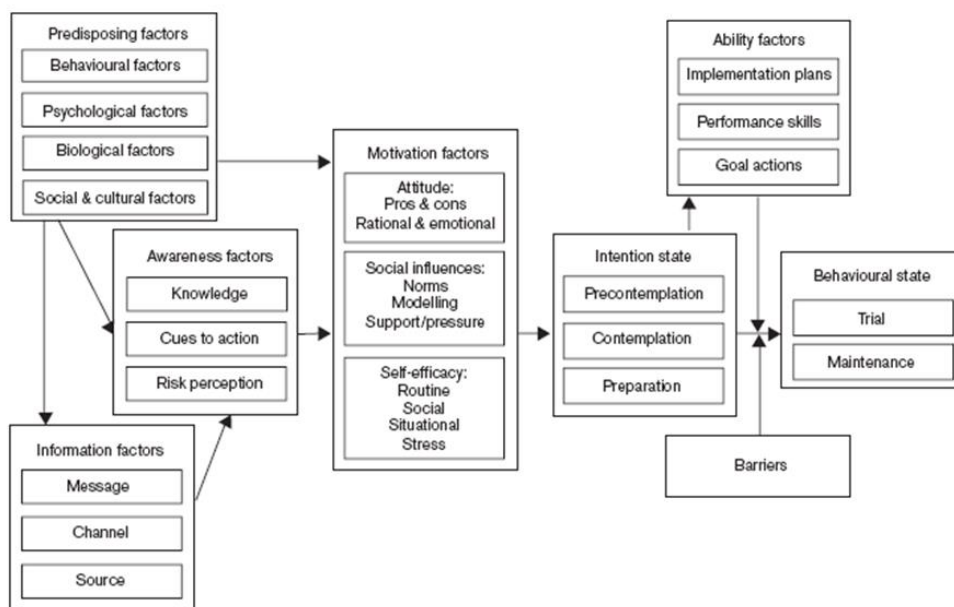 Predisposing factors
Behavioural factors
Psychological factors
Biological factors
Social & cultural factors
Awareness factors
Knowledge
Cues to action
Risk perception
Information factors
Message
Channel
Source
Motivation factors
Attitude:
Pros & cons
Rational & emotional
Social influences:
Norms
Modelling
Support/pressure
Self-efficacy:
Routine
Social
Situational
Stress
Intention state
Precontemplation
Contemplation
Preparation
Ability factors
Implementation plans
Performance skills
Goal actions
Barriers
Behavioural state
Trial
Maintenance